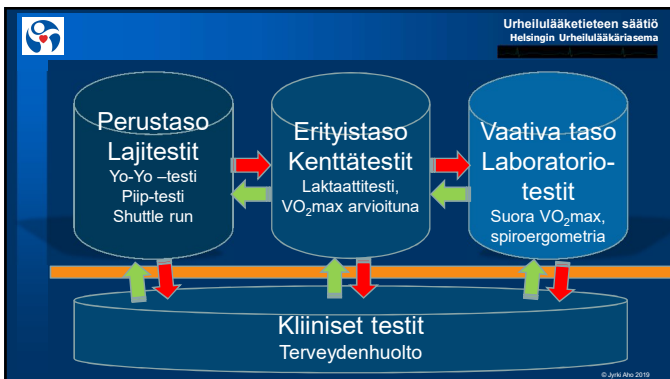 Urheilulääketieteen säätiö
Helsingin Urheilulääkäriasema
Perustaso
Lajitestit
Yo-Yo –testi
Piip-testi
Shuttle run
Erityistaso
Kenttätestit
Laktaattitesti,
VO₂max arvioituna
Vaativa taso
Laboratorio-
testit
Suora VO₂max,
spiroergometria
Kliiniset testit
Terveydenhuolto
© Jyrki Aho 2019